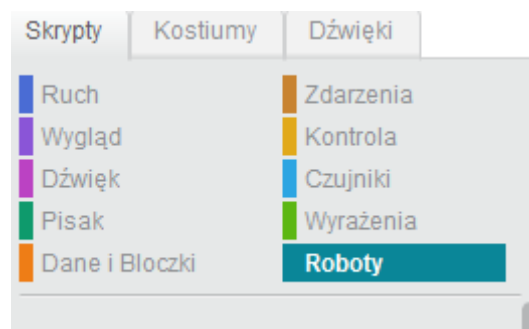 Skrypty Kostiumy Dźwięki
Ruch Zdarzenia
Wygląd Kontrola
Dźwięk Czujniki
Pisak Wyrażenia
Dane i Bloczki Roboty